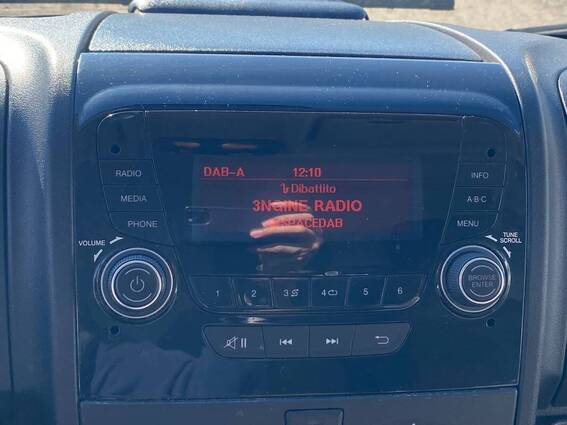 DAB-A 12:10
Dibattito
3NGINE RADIO
SPACEDAB
RADIO
MEDIA
PHONE
INFO
A·B·C
MENU
VOLUME
TUNE
SCROLL
BROWSE
ENTER
1 2 3 4 5 6